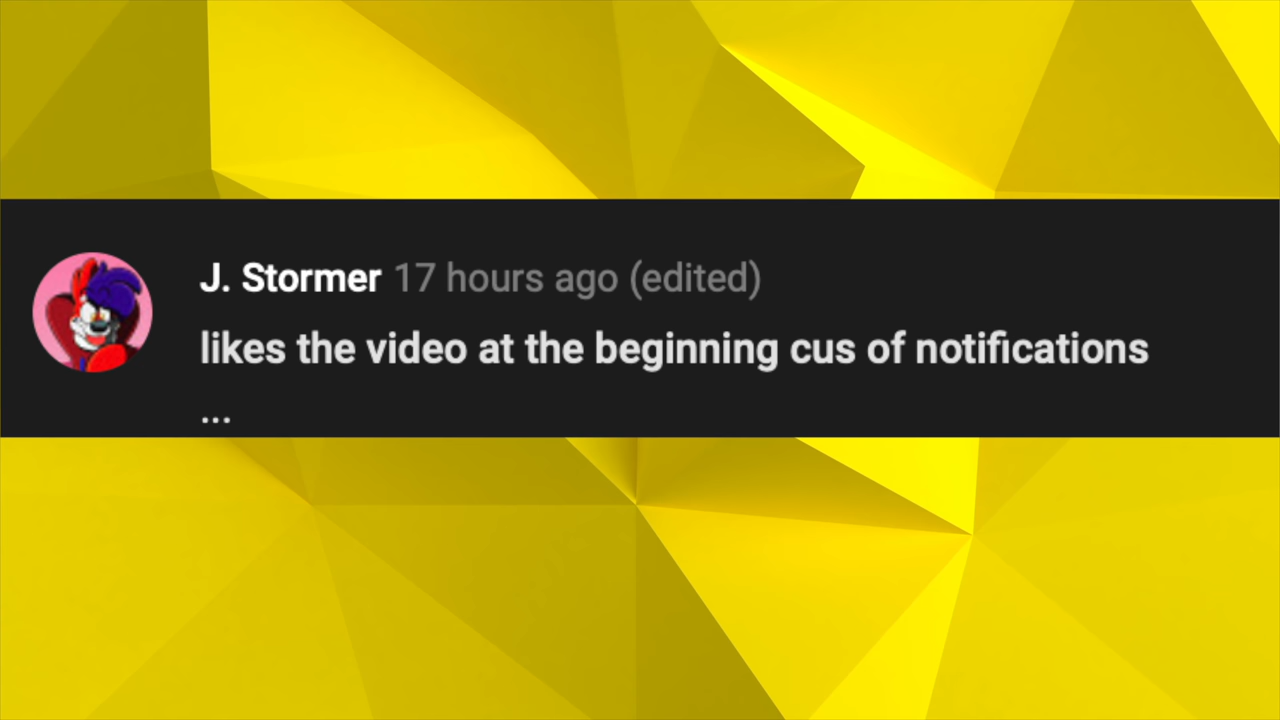 J. Stormer 17 hours ago (edited)
likes the video at the beginning cus of notifications
...